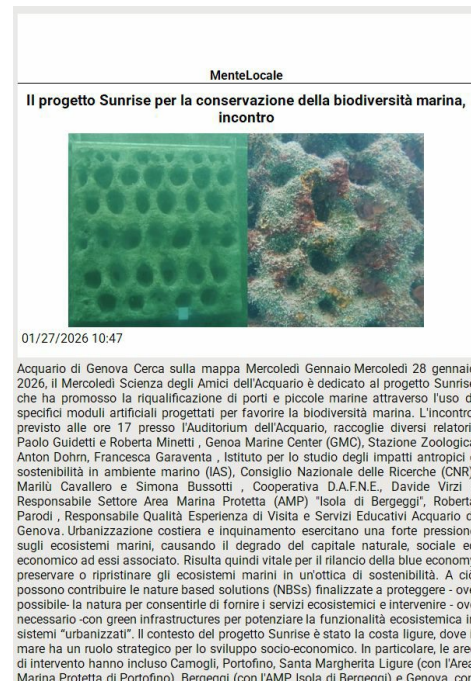 MenteLocale
Il progetto Sunrise per la conservazione della biodiversità marina,
incontro
01/27/2026 10:47
Acquario di Genova Cerca sulla mappa Mercoledì Gennaio Mercoledì 28 gennaio
2026, il Mercoledì Scienza degli Amici dell'Acquario è dedicato al progetto Sunrise
che ha promosso la riqualificazione di porti e piccole marine attraverso l'uso di
specifici moduli artificiali progettati per favorire la biodiversità marina. L'incontro,
previsto alle ore 17 presso l'Auditorium dell'Acquario, raccoglie diversi relatori:
Paolo Guidetti e Roberta Minetti , Genoa Marine Center (GMC), Stazione Zoologica
Anton Dohrn, Francesca Garaventa , Istituto per lo studio degli impatti antropici e
sostenibilità in ambiente marino (IAS), Consiglio Nazionale delle Ricerche (CNR),
Marilù Cavallero e Simona Bussotti , Cooperativa D.A.F.N.E., Davide Virzi ,
Responsabile Settore Area Marina Protetta (AMP) "Isola di Bergeggi", Roberta
Parodi , Responsabile Qualità Esperienza di Visita e Servizi Educativi Acquario di
Genova. Urbanizzazione costiera e inquinamento esercitano una forte pressione
sugli ecosistemi marini, causando il degrado del capitale naturale, sociale ed
economico ad essi associato. Risulta quindi vitale per il rilancio della blue economy
preservare o ripristinare gli ecosistemi marini in un'ottica di sostenibilità. A ciò
possono contribuire le nature based solutions (NBSs) finalizzate a proteggere - ove
possibile- la natura per consentirle di fornire i servizi ecosistemici e intervenire - ove
necessario -con green infrastructures per potenziare la funzionalità ecosistemica in
sistemi “urbanizzati”. Il contesto del progetto Sunrise è stato la costa ligure, dove il
mare ha un ruolo strategico per lo sviluppo socio-economico. In particolare, le aree
di intervento hanno incluso Camogli, Portofino, Santa Margherita Ligure (con l'Area
Marina Protetta di Portofino), Bergeggi (con l'AMP Isola di Bergeggi) e Genova, con